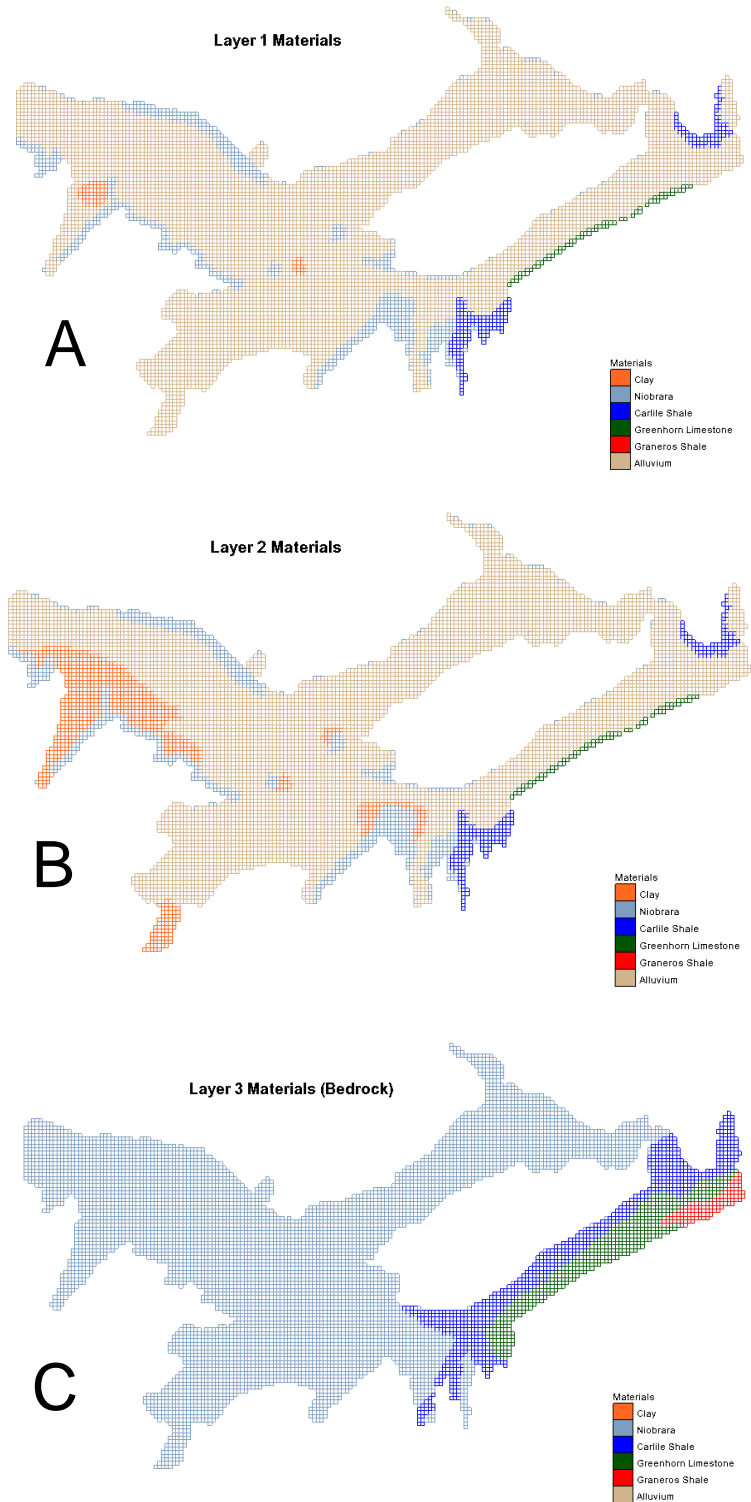 Layer 1 Materials
A
Materials
Clay
Niobrara
Carlile Shale
Greenhorn Limestone
Graneros Shale
Alluvium
Layer 2 Materials
B
Materials
Clay
Niobrara
Carlile Shale
Greenhorn Limestone
Graneros Shale
Alluvium
Layer 3 Materials (Bedrock)
C
Materials
Clay
Niobrara
Carlile Shale
Greenhorn Limestone
Graneros Shale
Alluvium